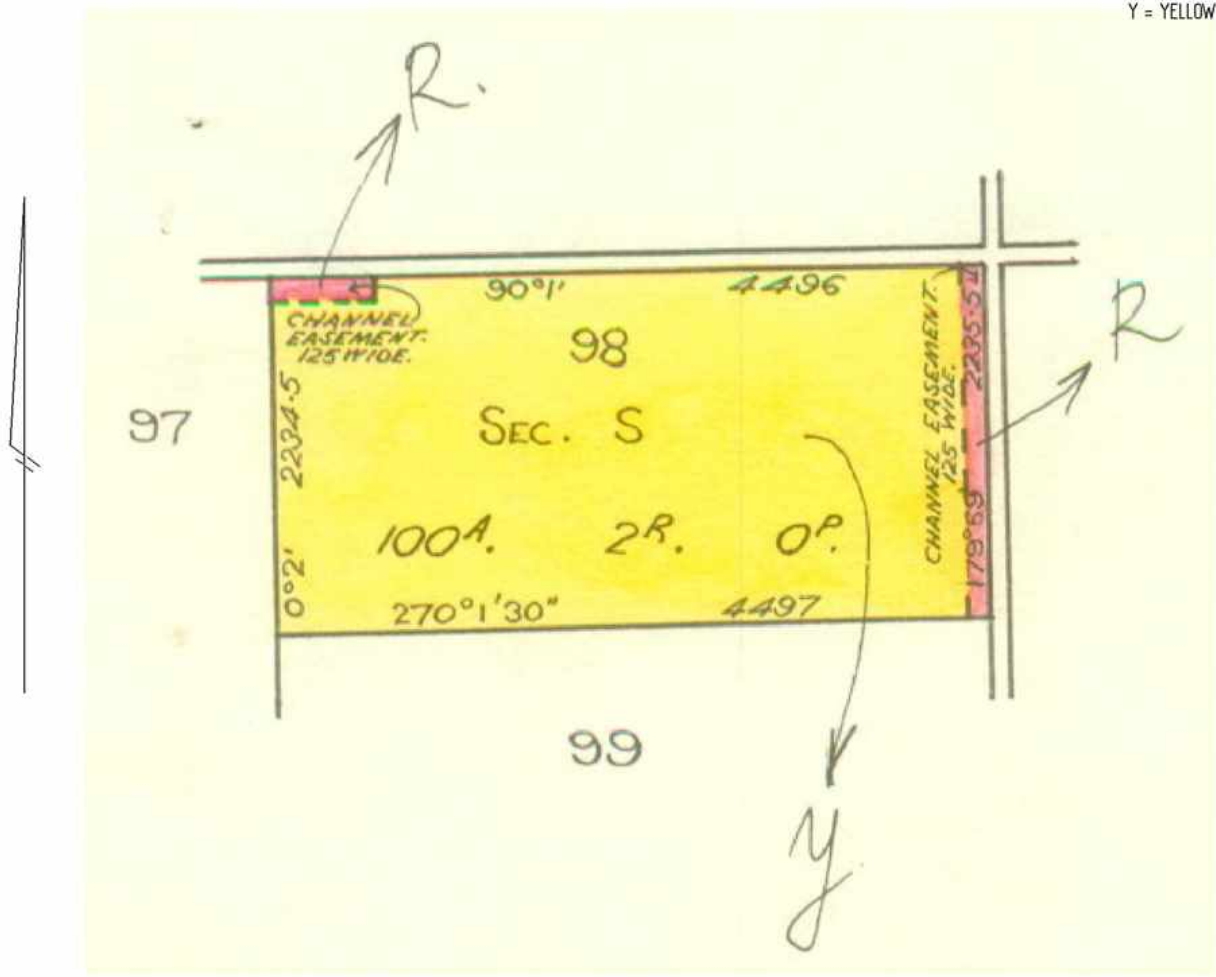 Y = YELLOW
R.
90°1' 4496
CHANNEL
EASEMENT.
125 WIDE.
98
CHANNEL EASEMENT.
125 WIDE.
2235·5
R
97
2234·5
SEC. S
100A. 2R. 0P.
179°59'
0°2'
270°1'30" 4497
99
Y